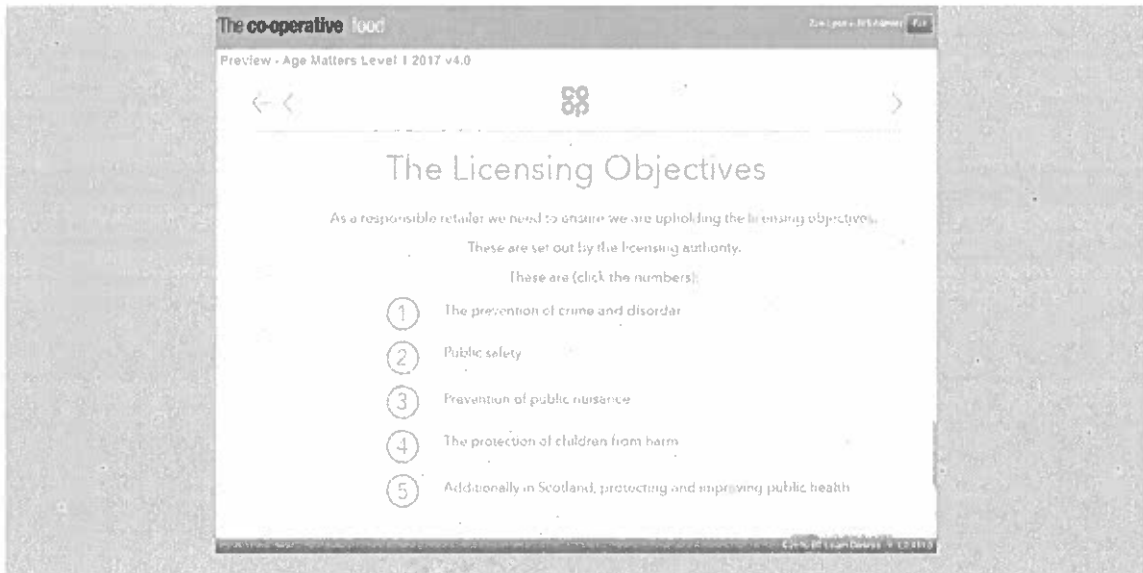 The co-operative food
Preview - Age Matters Level 1 2017 v4.0
co
op
The Licensing Objectives
As a responsible retailer we need to ensure we are upholding the licensing objectives.
These are set out by the licensing authority.
These are (click the numbers):
1 The prevention of crime and disorder
2 Public safety
3 Prevention of public nuisance
4 The protection of children from harm
5 Additionally in Scotland, protecting and improving public health